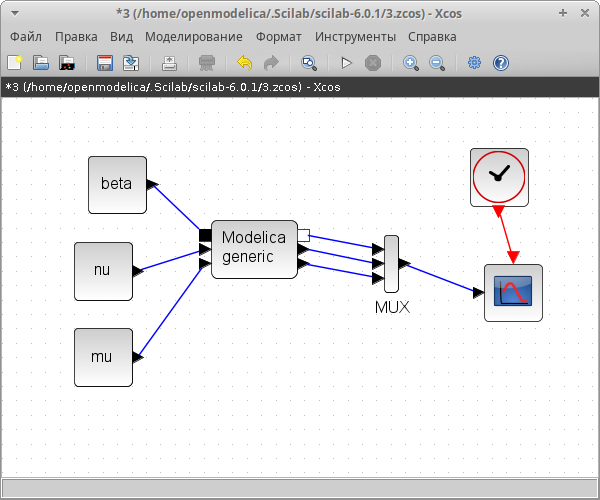 *3 (/home/openmodelica/.Scilab/scilab-6.0.1/3.zcos) - Xcos
Файл Правка Вид Моделирование Формат Инструменты Справка
*3 (/home/openmodelica/.Scilab/scilab-6.0.1/3.zcos) - Xcos
beta
Modelica
generic
nu
MUX
mu